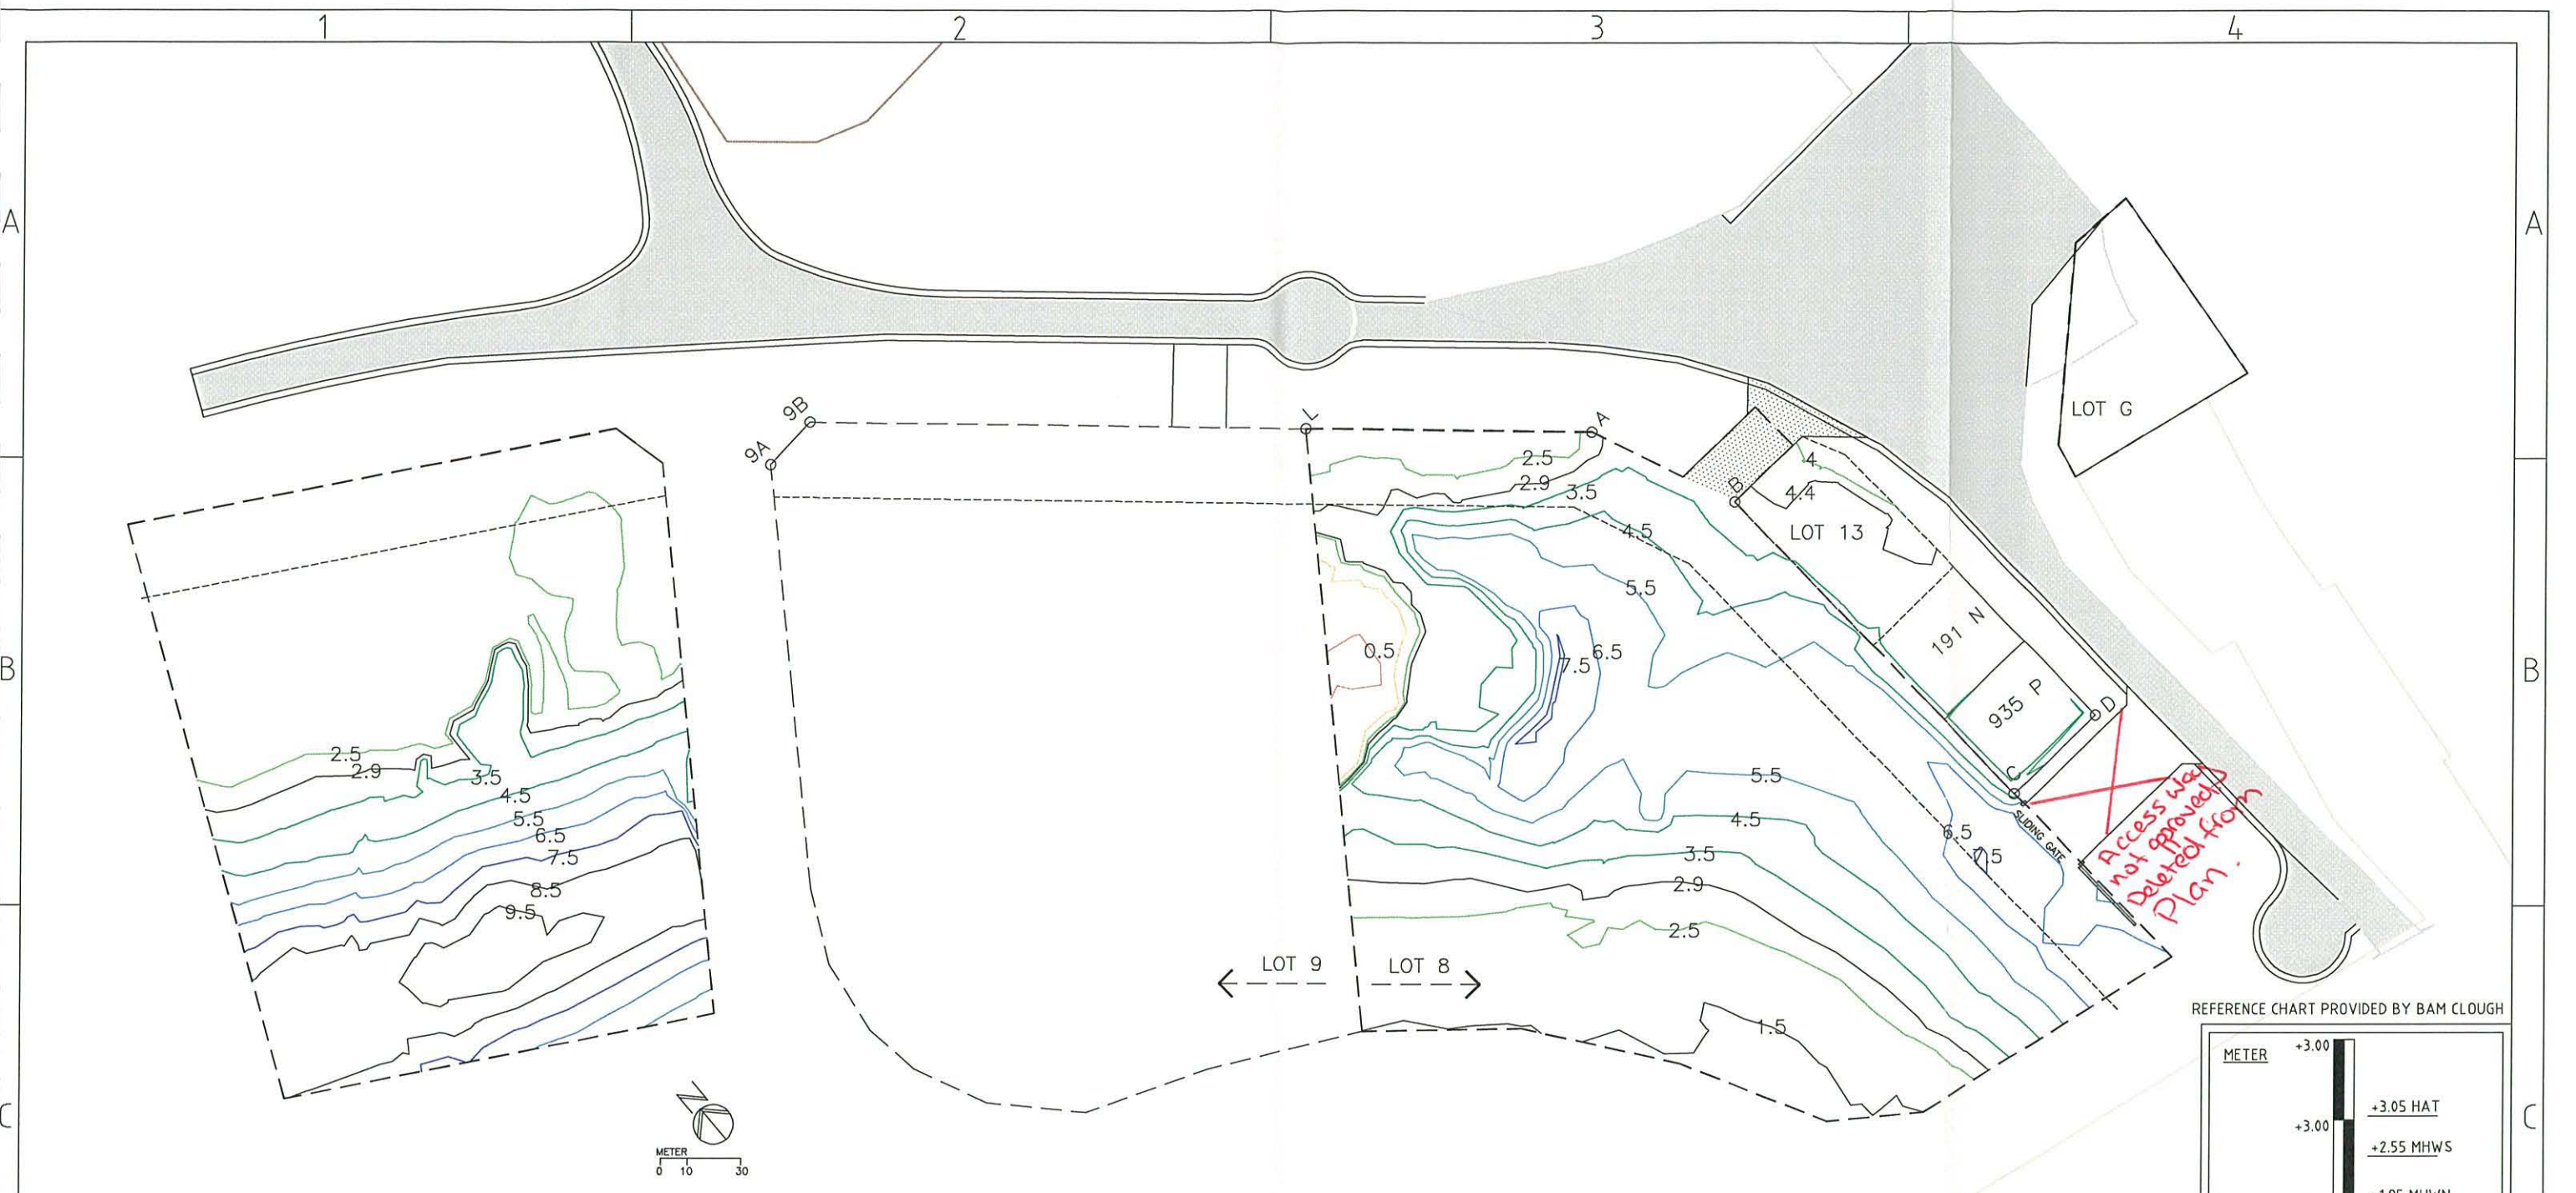 1 2 3 4
A A
LOT G
9B
9A
L
A
2.5
2.9
3.5
4
4.4
B
LOT 13
4.5
5.5
0.5
7.5
6.5
191 N
935 P
D
C
SLIDING GATE
B B
2.5
2.9
3.5
4.5
5.5
6.5
7.5
8.5
9.5
5.5
4.5
3.5
2.9
2.5
6.5
7.5
Access way
not approved
Deleted from
Plan.
LOT 9
LOT 8
1.5
REFERENCE CHART PROVIDED BY BAM CLOUGH
METER
+3.00
+3.05 HAT
+3.00
+2.55 MHWS
N
METER
0 10 30
C C